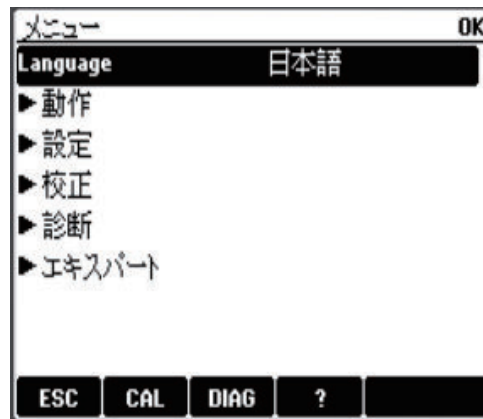 メニュー OK
Language 日本語
▶動作
▶設定
▶校正
▶診断
▶エキスパート
ESC CAL DIAG ?